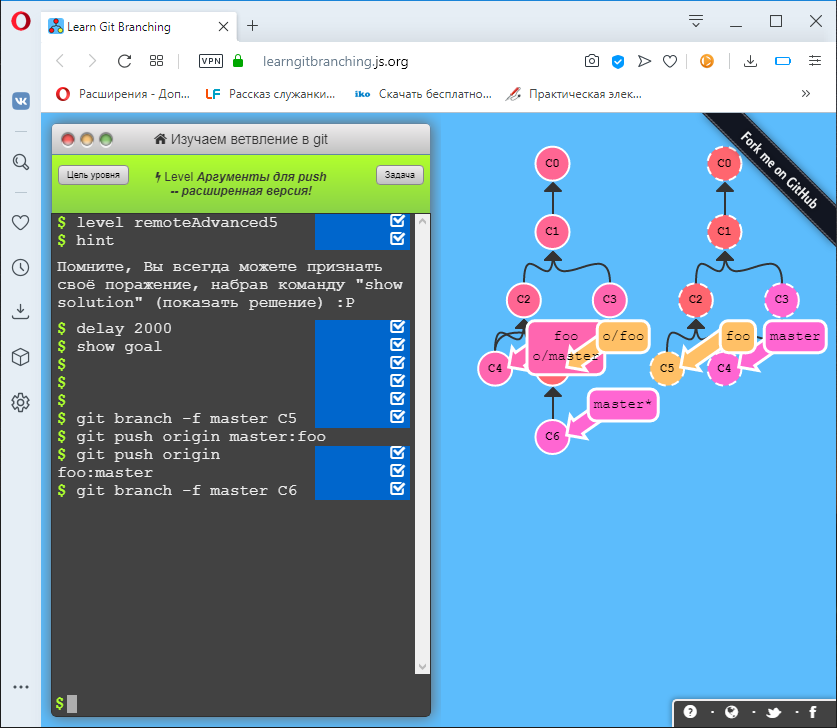 Learn Git Branching
VPN
learngitbranching.js.org
Расширения - Доп...
LF
Рассказ служанки...
iko
Скачать бесплатно...
Практическая элек...
Изучаем ветвление в git
Цель уровня
Level Аргументы для push
-- расширенная версия!
Задача
$ level remoteAdvanced5
$ hint
Помните, Вы всегда можете признать
своё поражение, набрав команду "show
solution" (показать решение) :P
$ delay 2000
$ show goal
$
$
$
$ git branch -f master C5
$ git push origin master:foo
$ git push origin
foo:master
$ git branch -f master C6
$
Fork me on GitHub
C0
C1
C2
C3
foo
o/master
o/foo
C4
master*
C6
C0
C1
C2
C3
foo
master
C5
C4